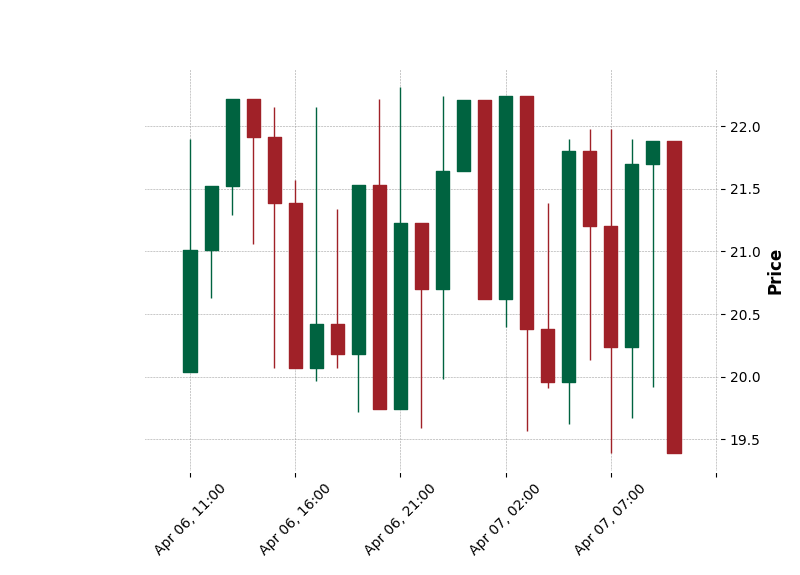 22.0
21.5
21.0
20.5
20.0
19.5
Price
Apr 06, 11:00
Apr 06, 16:00
Apr 06, 21:00
Apr 07, 02:00
Apr 07, 07:00